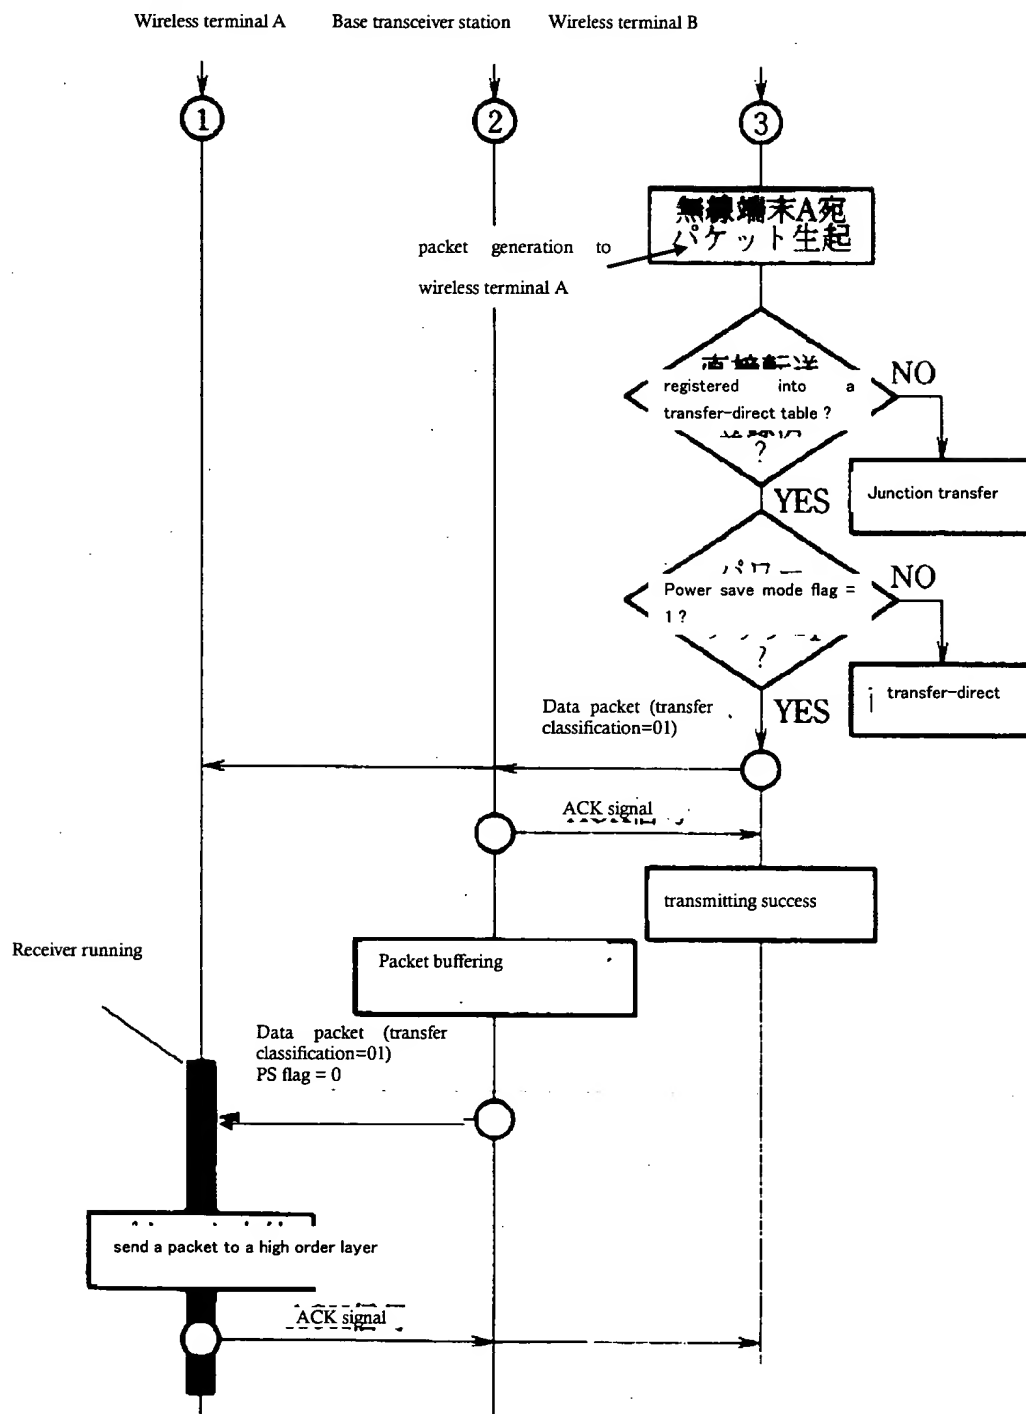 Wireless terminal A
Base transceiver station
Wireless terminal B
1
2
3
無線端末A宛
パケット生起
packet generation to
wireless terminal A
registered into a
transfer-direct table ?
?
NO
Junction transfer
YES
パワー
Power save mode flag =
1 ?
?
NO
transfer-direct
YES
Data packet (transfer
classification=01)
ACK signal
transmitting success
Receiver running
Packet buffering
Data packet (transfer
classification=01)
PS flag = 0
send a packet to a high order layer
ACK signal